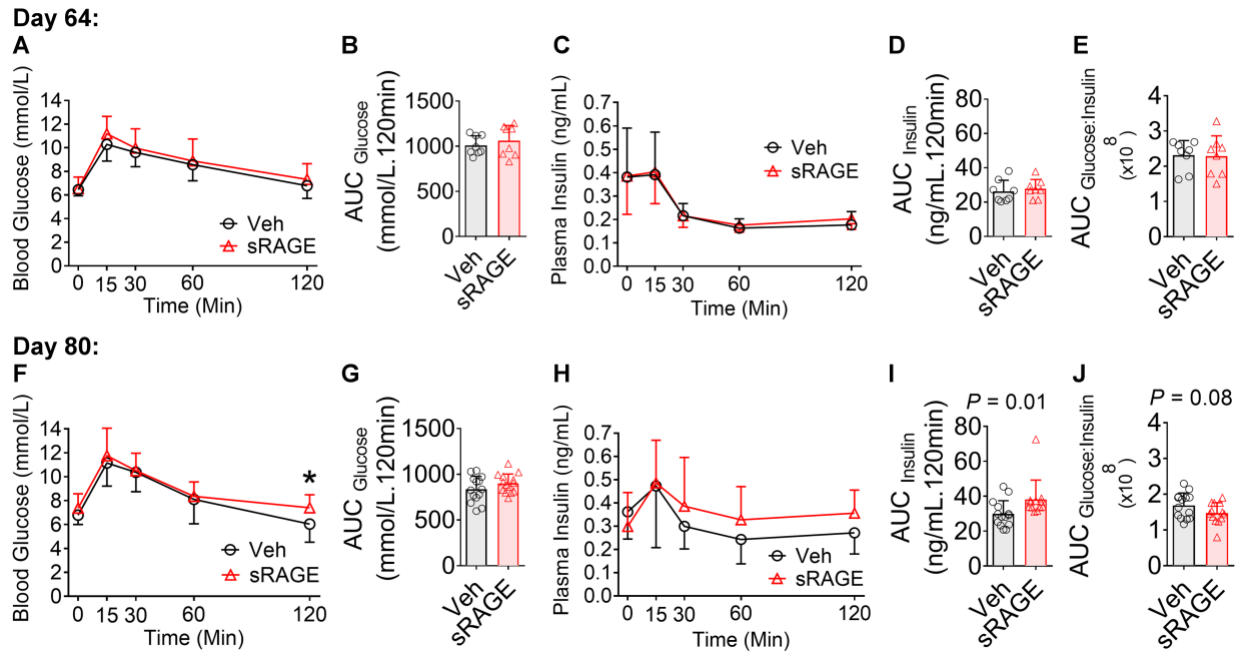 Day 64:
A
Blood Glucose (mmol/L)
14
12
10
8
6
4
2
0
0 15 30 60 120
Time (Min)
Veh
sRAGE
B
AUC Glucose
(mmol/L.120min)
1500
1000
500
0
Veh
sRAGE
C
Plasma Insulin (ng/mL)
0.7
0.6
0.5
0.4
0.3
0.2
0.1
0.0
0 15 30 60 120
Time (Min)
Veh
sRAGE
D
AUC Insulin
(ng/mL.120min)
80
60
40
20
0
Veh
sRAGE
E
AUC Glucose:Insulin
(x10 8)
4
3
2
1
0
Veh
sRAGE
Day 80:
F
Blood Glucose (mmol/L)
14
12
10
8
6
4
2
0
0 15 30 60 120
Time (Min)
*
Veh
sRAGE
G
AUC Glucose
(mmol/L.120min)
1500
1000
500
0
Veh
sRAGE
H
Plasma Insulin (ng/mL)
0.7
0.6
0.5
0.4
0.3
0.2
0.1
0.0
0 15 30 60 120
Time (Min)
Veh
sRAGE
I
P = 0.01
AUC Insulin
(ng/mL.120min)
80
60
40
20
0
Veh
sRAGE
J
P = 0.08
AUC Glucose:Insulin
(x10 8)
4
3
2
1
0
Veh
sRAGE